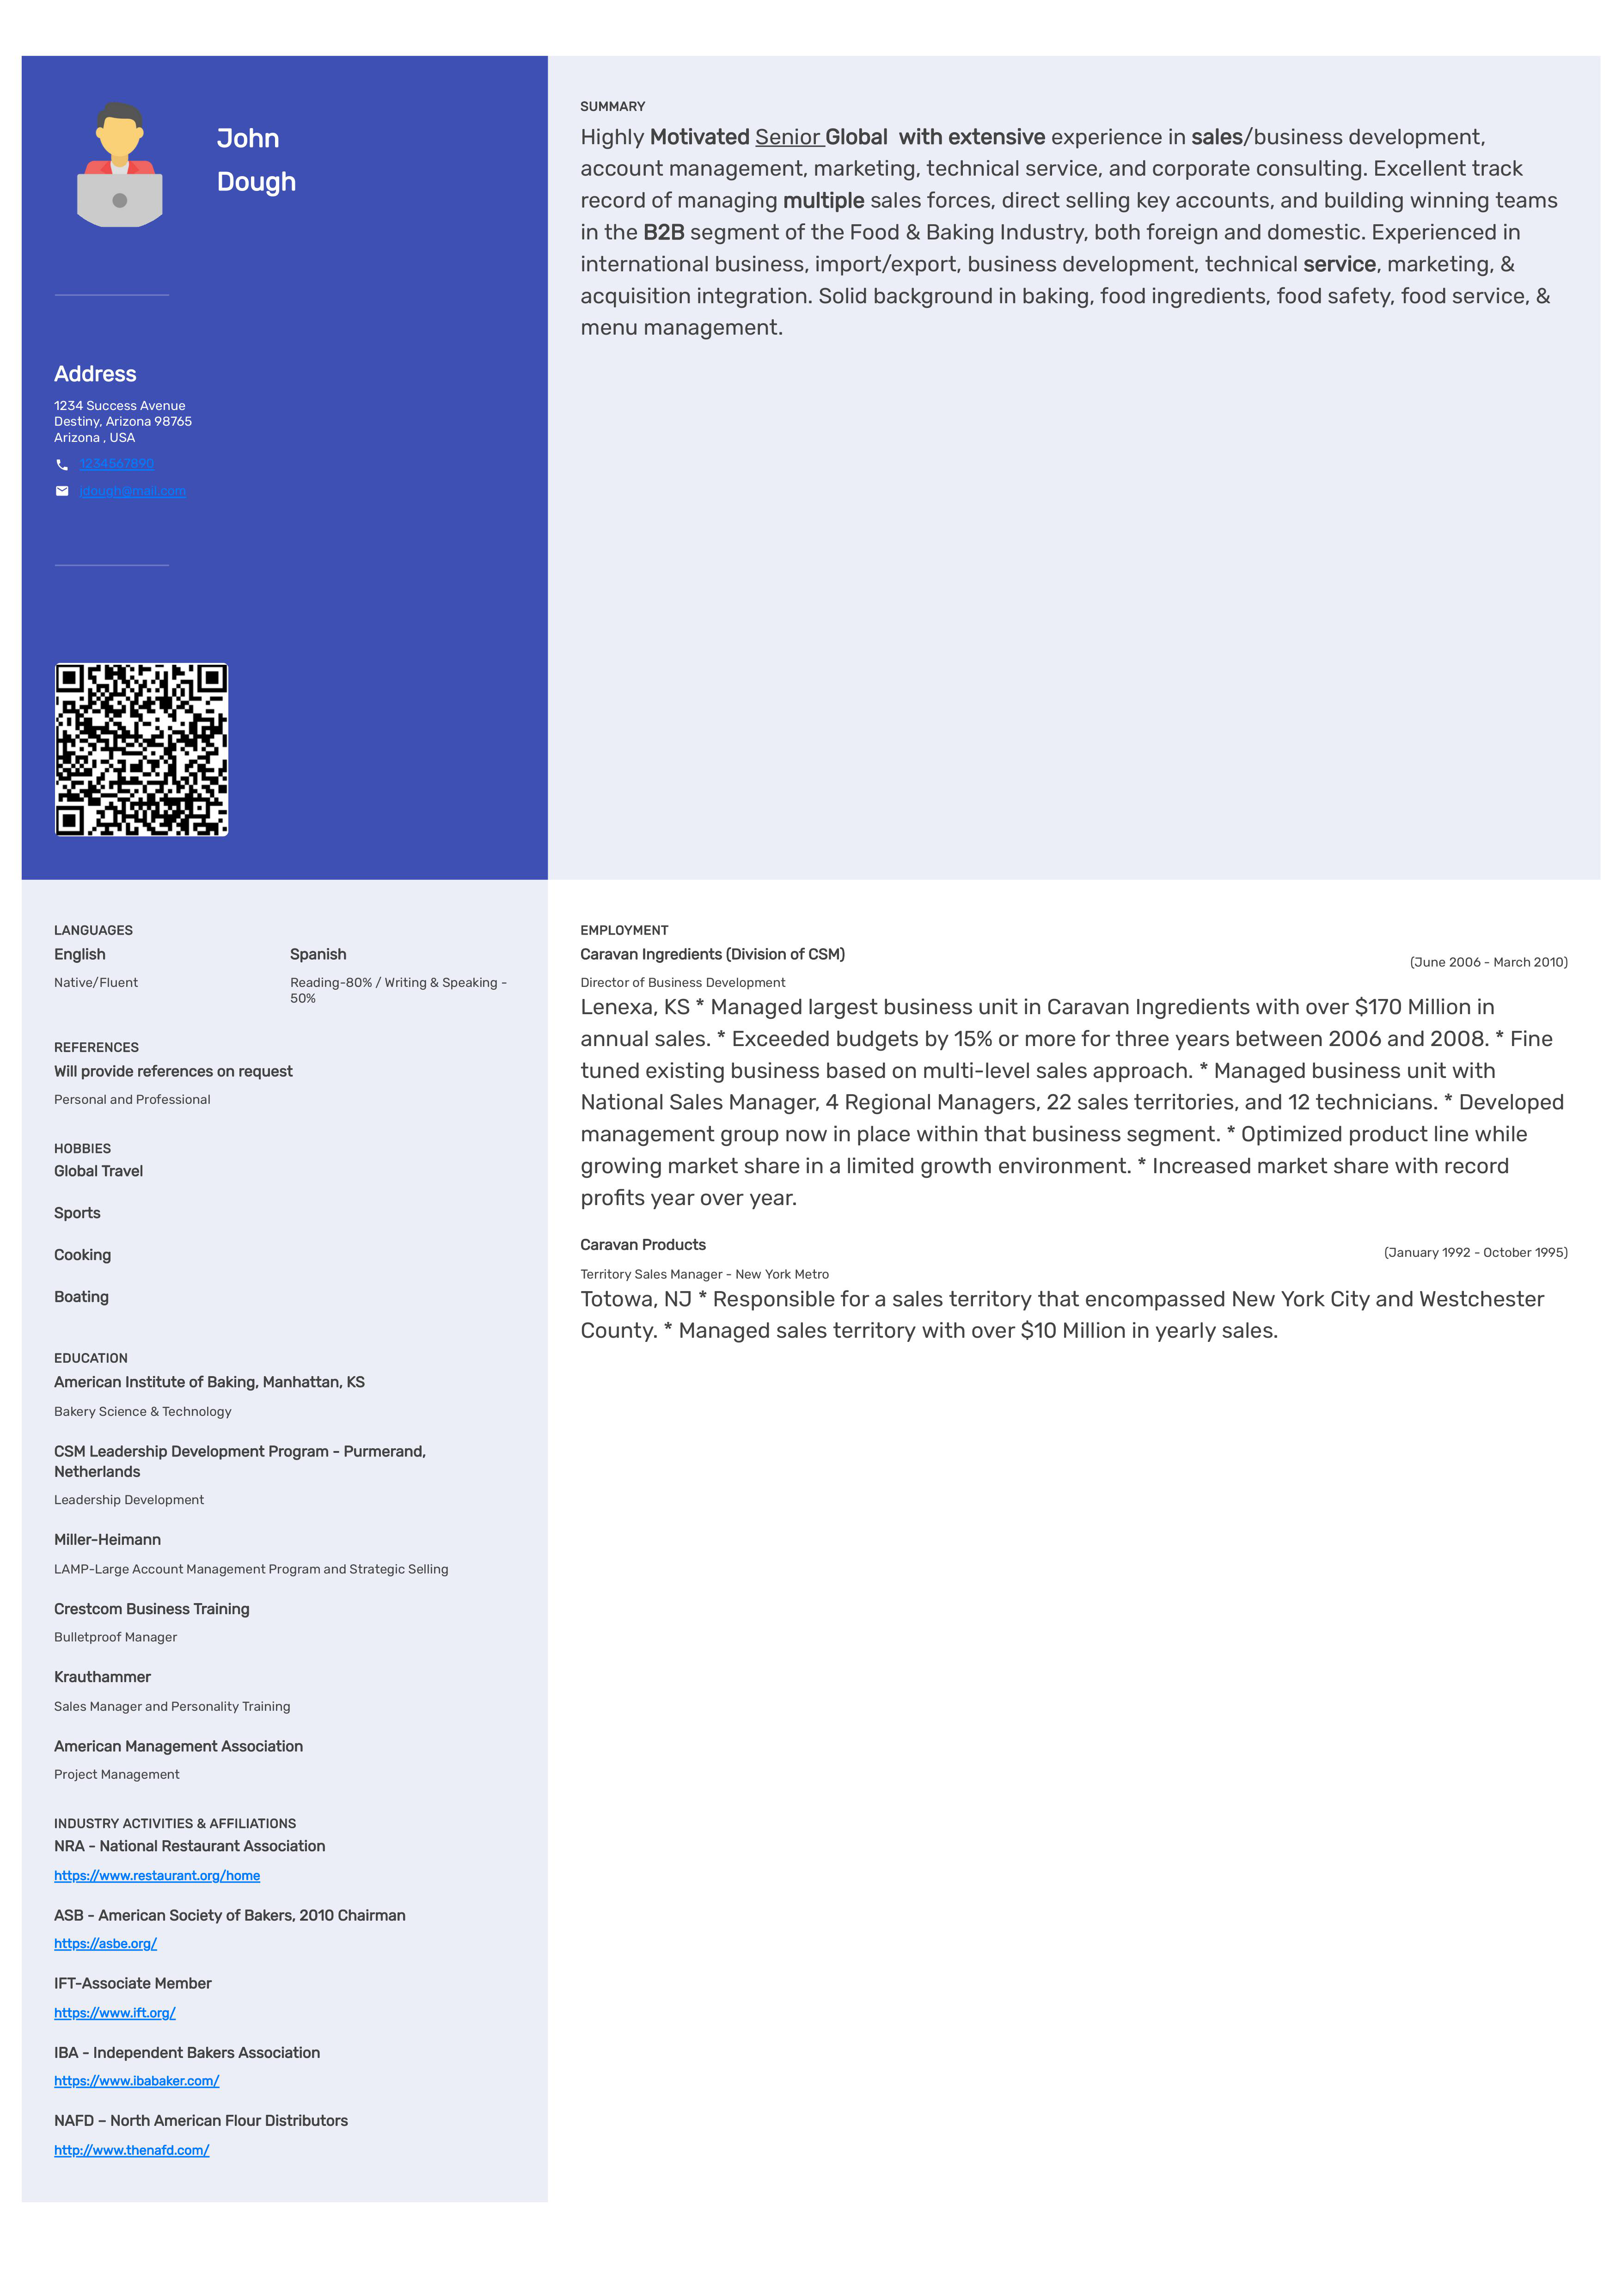 John
Dough
Address
1234 Success Avenue
Destiny, Arizona 98765
Arizona , USA
1234567890
jdough@mail.com
SUMMARY
Highly Motivated Senior Global  with extensive experience in sales/business development,
account management, marketing, technical service, and corporate consulting. Excellent track
record of managing multiple sales forces, direct selling key accounts, and building winning teams
in the B2B segment of the Food & Baking Industry, both foreign and domestic. Experienced in
international business, import/export, business development, technical service, marketing, &
acquisition integration. Solid background in baking, food ingredients, food safety, food service, &
menu management.
LANGUAGES
English
Native/Fluent
Spanish
Reading-80% / Writing & Speaking -
50%
REFERENCES
Will provide references on request
Personal and Professional
HOBBIES
Global Travel
Sports
Cooking
Boating
EDUCATION
American Institute of Baking, Manhattan, KS
Bakery Science & Technology
CSM Leadership Development Program - Purmerand,
Netherlands
Leadership Development
Miller-Heimann
LAMP-Large Account Management Program and Strategic Selling
Crestcom Business Training
Bulletproof Manager
Krauthammer
Sales Manager and Personality Training
American Management Association
Project Management
INDUSTRY ACTIVITIES & AFFILIATIONS
NRA - National Restaurant Association
https://www.restaurant.org/home
ASB - American Society of Bakers, 2010 Chairman
https://asbe.org/
IFT-Associate Member
https://www.ift.org/
IBA - Independent Bakers Association
https://www.ibabaker.com/
NAFD – North American Flour Distributors
http://www.thenafd.com/
EMPLOYMENT
Caravan Ingredients (Division of CSM)
(June 2006 - March 2010)
Director of Business Development
Lenexa, KS * Managed largest business unit in Caravan Ingredients with over $170 Million in
annual sales. * Exceeded budgets by 15% or more for three years between 2006 and 2008. * Fine
tuned existing business based on multi-level sales approach. * Managed business unit with
National Sales Manager, 4 Regional Managers, 22 sales territories, and 12 technicians. * Developed
management group now in place within that business segment. * Optimized product line while
growing market share in a limited growth environment. * Increased market share with record
profits year over year.
Caravan Products
(January 1992 - October 1995)
Territory Sales Manager - New York Metro
Totowa, NJ * Responsible for a sales territory that encompassed New York City and Westchester
County. * Managed sales territory with over $10 Million in yearly sales.